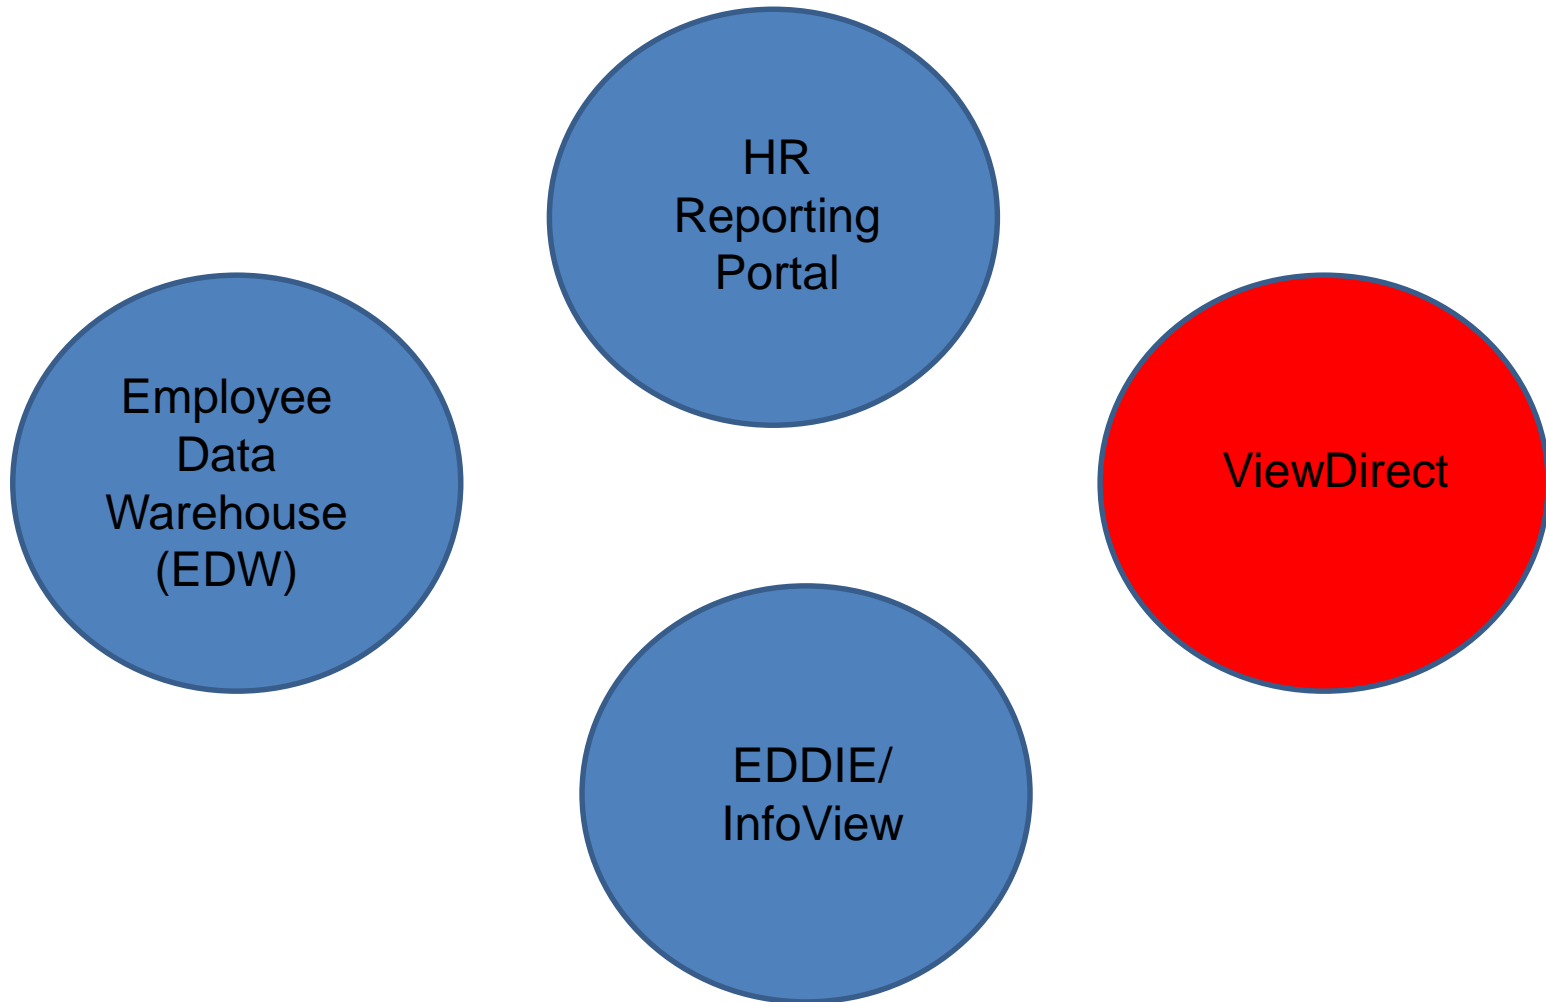 HR
Reporting
Portal
Employee
Data
Warehouse
(EDW)
ViewDirect
EDDIE/
InfoView